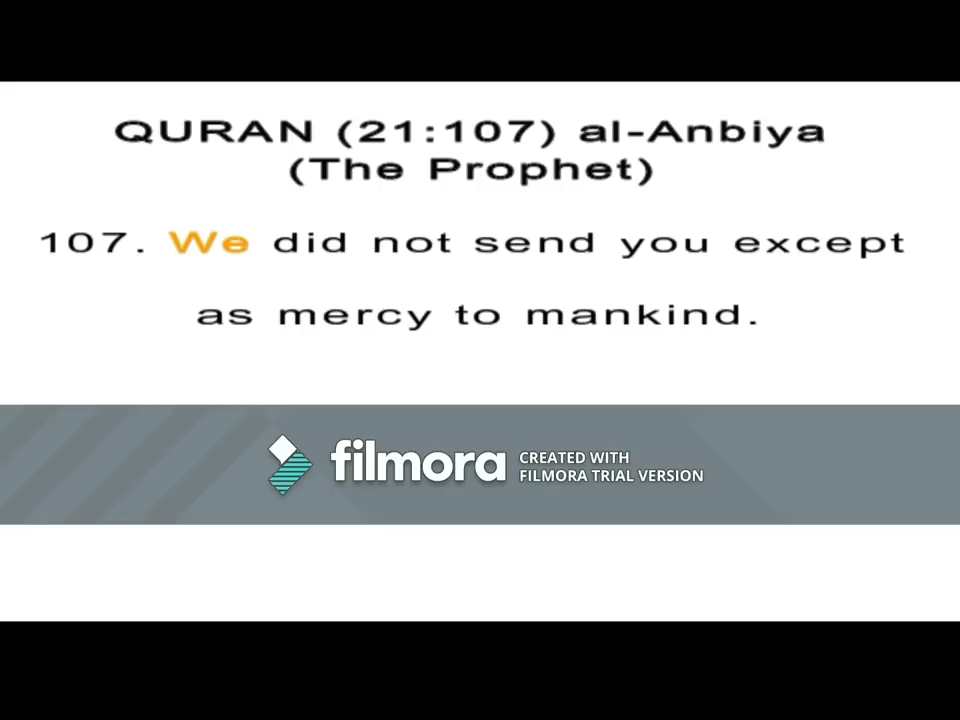 QURAN (21:107) al-Anbiya
(The Prophet)
107. We did not send you except
as mercy to mankind.
filmora CREATED WITH
FILMORA TRIAL VERSION